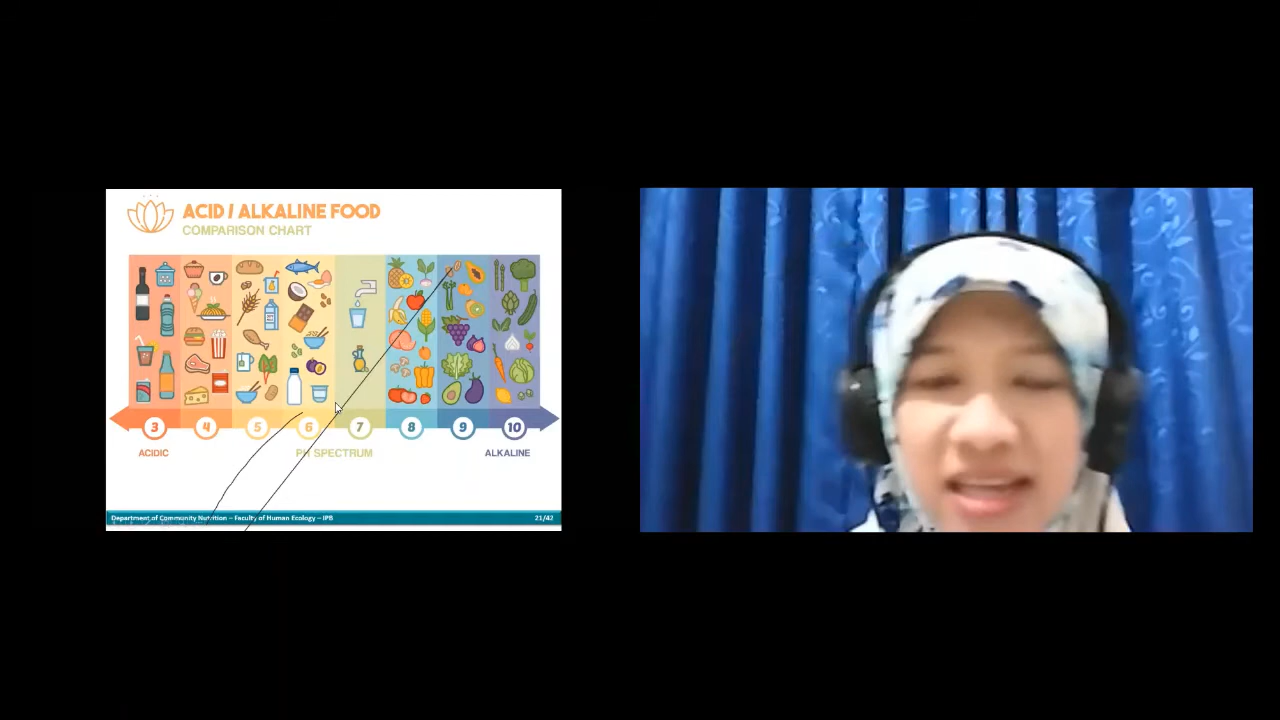 ACID / ALKALINE FOOD
COMPARISON CHART
3 4 5 6 7 8 9 10
ACIDIC PH SPECTRUM ALKALINE
Department of Community Nutrition – Faculty of Human Ecology – IPB 21/42